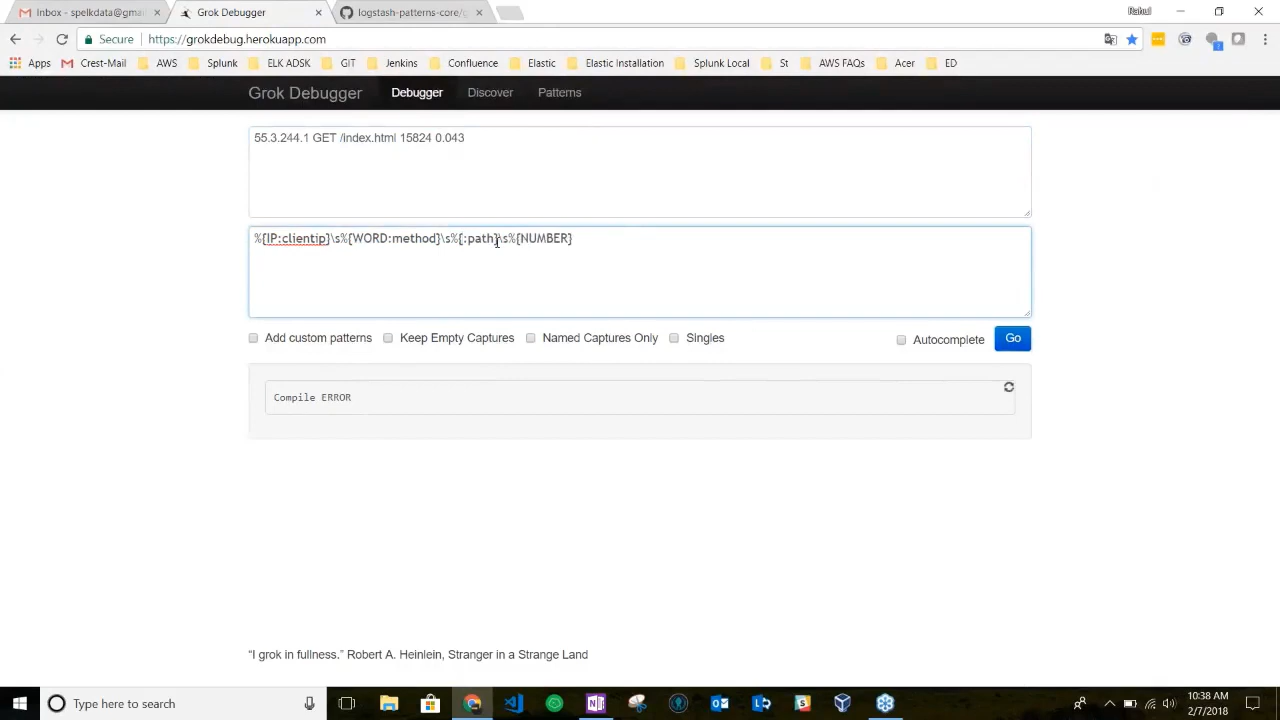 Inbox - spelkdata@gmai
Grok Debugger
logstash-patterns-core/g
Secure https://grokdebug.herokuapp.com
Apps Crest-Mail AWS Splunk ELK ADSK GIT Jenkins Confluence Elastic Elastic Installation Splunk Local ST AWS FAQs Acer ED
Grok Debugger Debugger Discover Patterns
55.3.244.1 GET /index.html 15824 0.043
%{IP:clientip}\s%{WORD:method}\s%{:path}\s%{NUMBER}
Add custom patterns Keep Empty Captures Named Captures Only Singles Autocomplete Go
Compile ERROR
“I grok in fullness.” Robert A. Heinlein, Stranger in a Strange Land
Type here to search
10:38 AM
2/7/2018